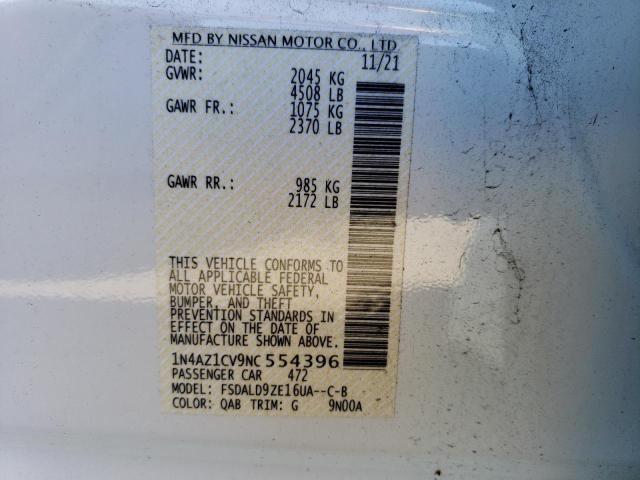 MFD BY NISSAN MOTOR CO., LTD
DATE: 11/21
GVWR: 2045 KG
4508 LB
GAWR FR.: 1075 KG
2370 LB
GAWR RR.: 985 KG
2172 LB
THIS VEHICLE CONFORMS TO
ALL APPLICABLE FEDERAL
MOTOR VEHICLE SAFETY,
BUMPER, AND THEFT
PREVENTION STANDARDS IN
EFFECT ON THE DATE OF
MANUFACTURE SHOWN ABOVE.
1N4AZ1CV9NC554396
PASSENGER CAR 472
MODEL: FSDALD9ZE16UA--C-B
COLOR: QAB TRIM: G 9N00A